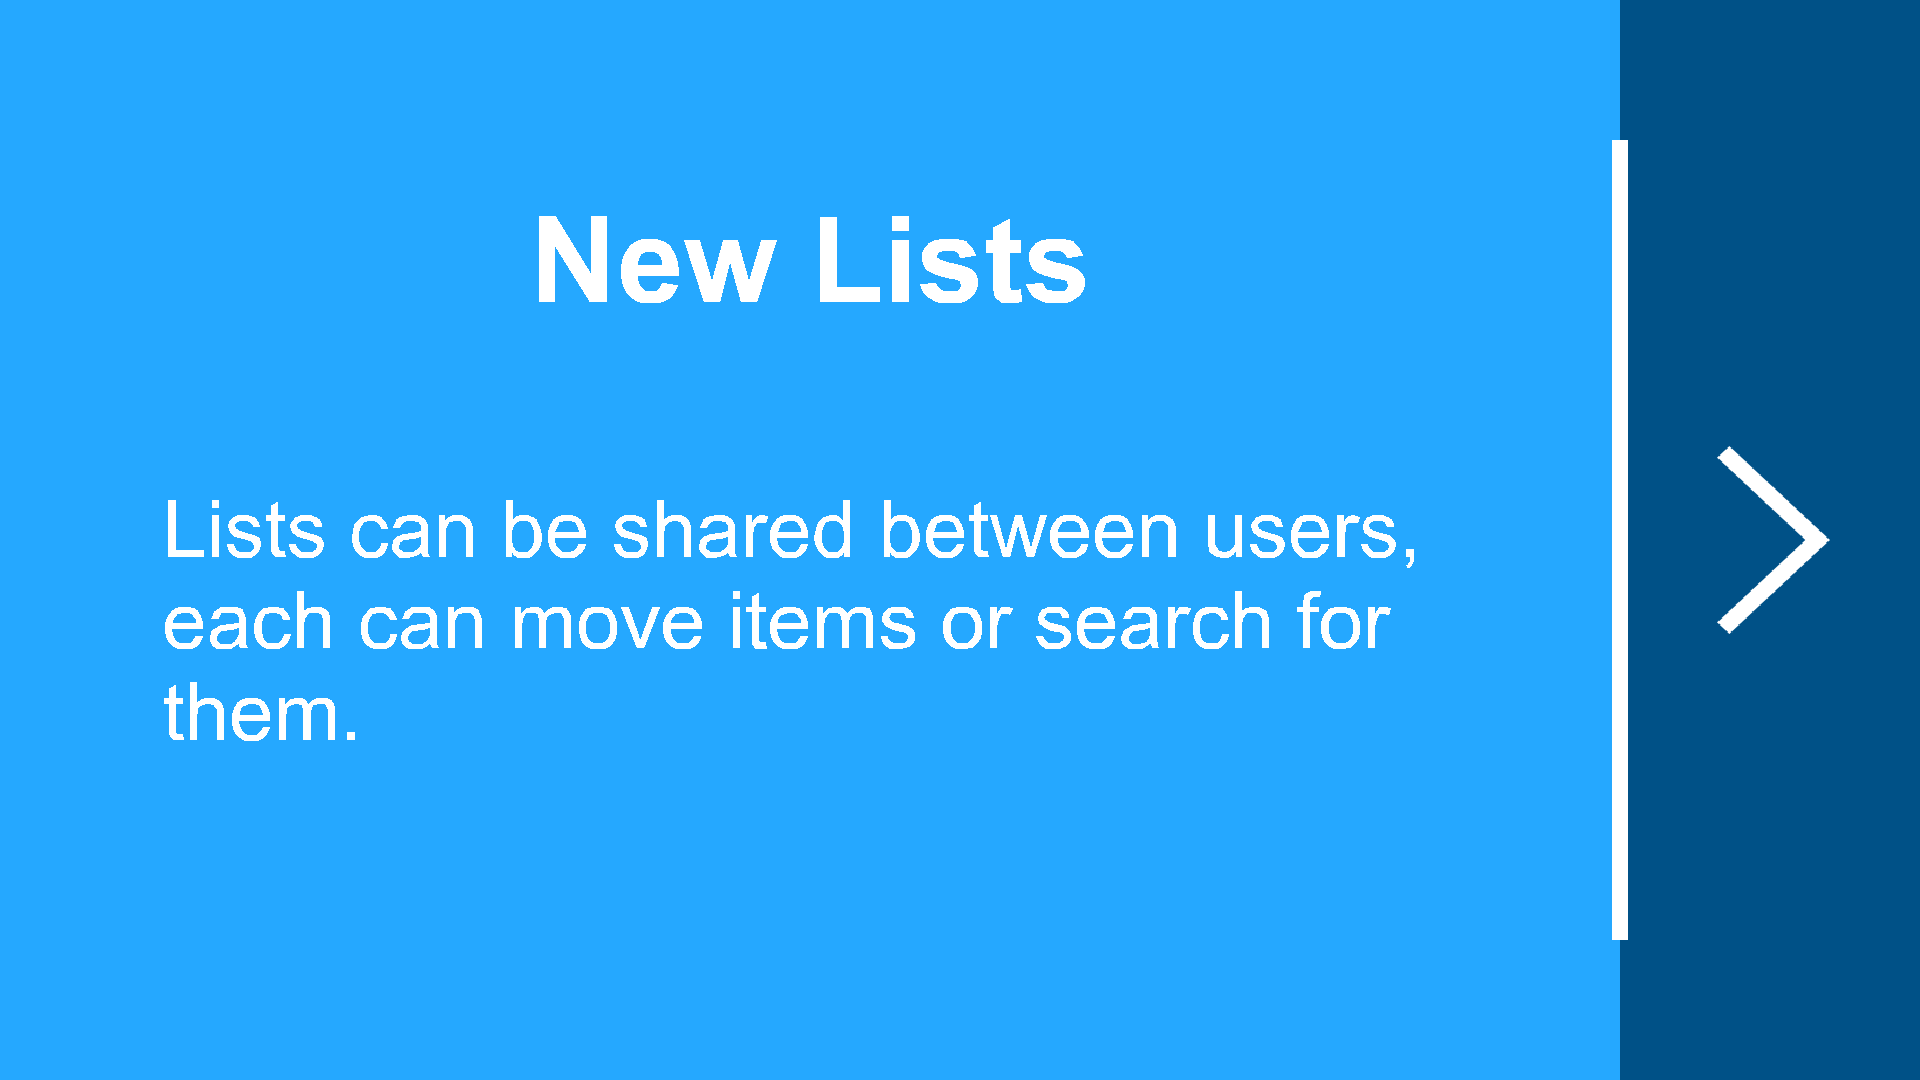 New Lists
Lists can be shared between users,
each can move items or search for
them.